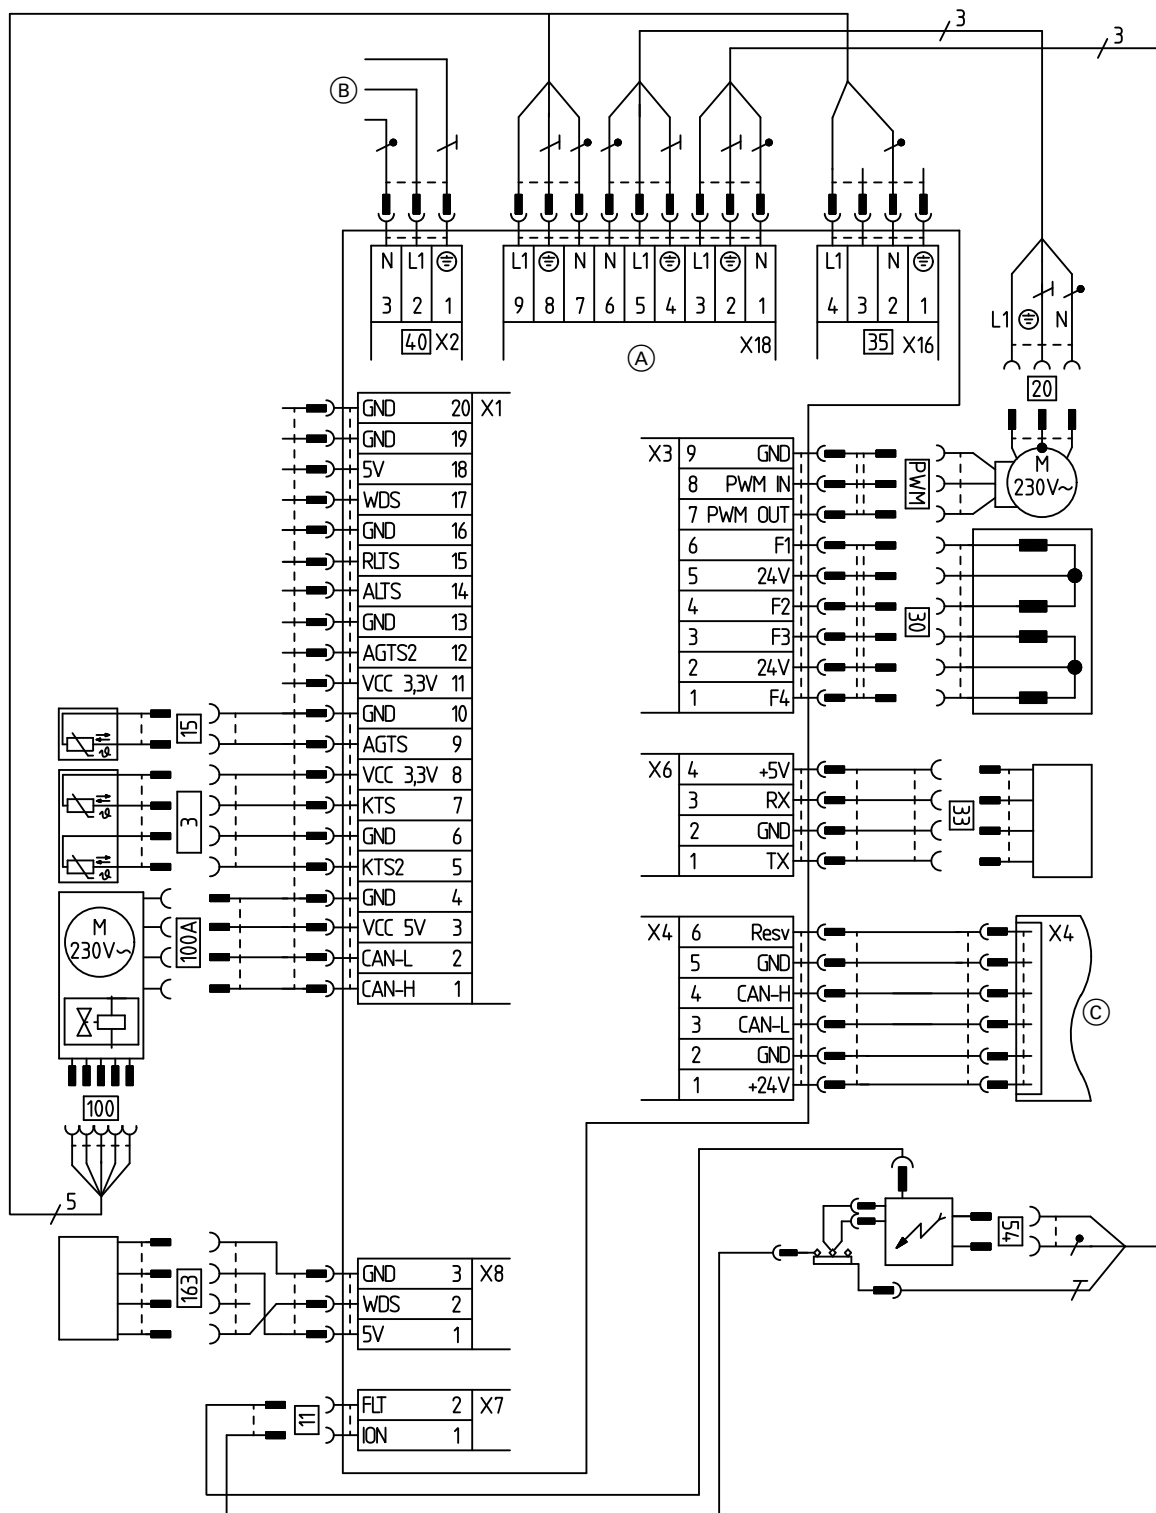 3
3
B
N L1
3 2 1
40 X2
L1 N N L1 L1 N
9 8 7 6 5 4 3 2 1
A X18
L1 N
4 3 2 1
35 X16
L1 N
20
M
230V~
GND 20 X1
GND 19
5V 18
WDS 17
GND 16
RLTS 15
ALTS 14
GND 13
AGTS2 12
VCC 3,3V 11
GND 10
AGTS 9
VCC 3,3V 8
KTS 7
GND 6
KTS2 5
GND 4
VCC 5V 3
CAN-L 2
CAN-H 1
15
ϑ
3
ϑ
ϑ
M
230V~
100A
100
5
X3 9 GND
8 PWM IN
7 PWM OUT
6 F1
5 24V
4 F2
3 F3
2 24V
1 F4
PWM
30
X6 4 +5V
3 RX
2 GND
1 TX
33
X4 6 Resv
5 GND
4 CAN-H
3 CAN-L
2 GND
1 +24V
X4
C
54
163
GND 3 X8
WDS 2
5V 1
11
FLT 2 X7
ION 1